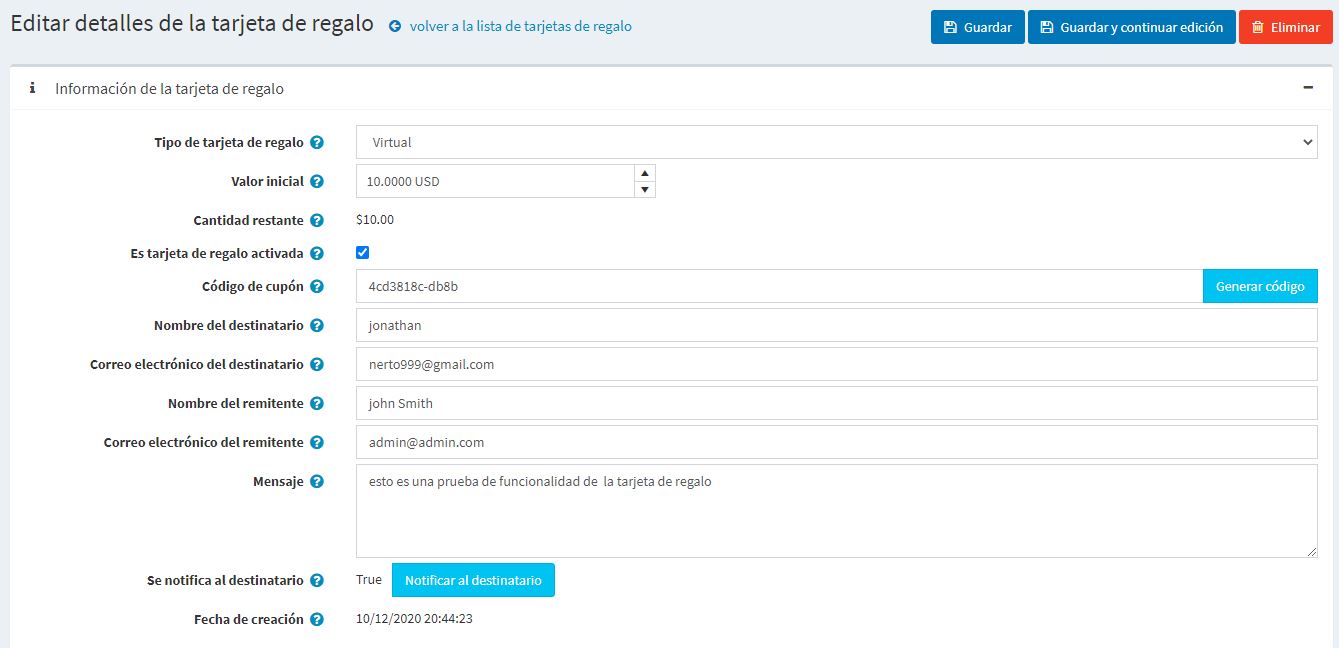 Editar detalles de la tarjeta de regalo volver a la lista de tarjetas de regalo Guardar Guardar y continuar edición Eliminar
Información de la tarjeta de regalo
Tipo de tarjeta de regalo Virtual
Valor inicial 10.0000 USD
Cantidad restante $10.00
Es tarjeta de regalo activada
Código de cupón 4cd3818c-db8b Generar código
Nombre del destinatario jonathan
Correo electrónico del destinatario nerto999@gmail.com
Nombre del remitente john Smith
Correo electrónico del remitente admin@admin.com
Mensaje esto es una prueba de funcionalidad de la tarjeta de regalo
Se notifica al destinatario True Notificar al destinatario
Fecha de creación 10/12/2020 20:44:23